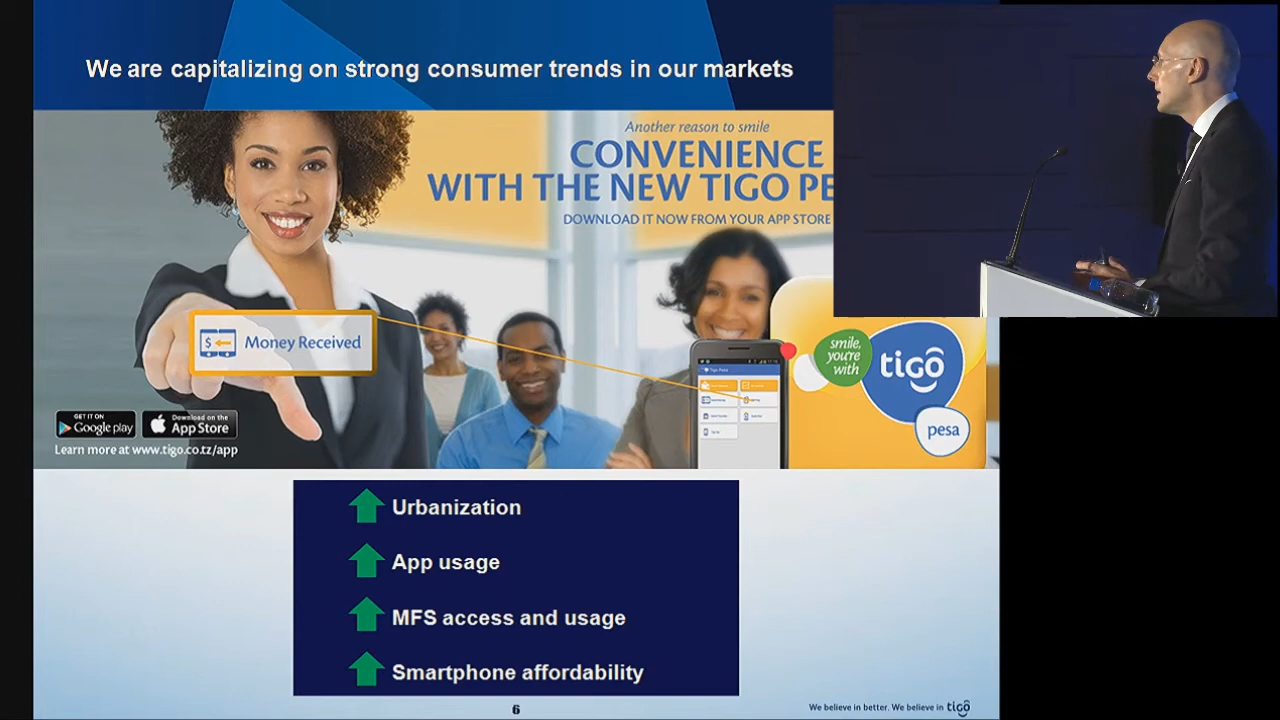 We are capitalizing on strong consumer trends in our markets
Another reason to smile
CONVENIENCE
WITH THE NEW TIGO PE
DOWNLOAD IT NOW FROM YOUR APP STORE
$
Money Received
smile,
you're
with
tigo
pesa
GET IT ON
Google play
Download on the
App Store
Learn more at www.tigo.co.tz/app
Urbanization
App usage
MFS access and usage
Smartphone affordability
6
We believe in better. We believe in tigo